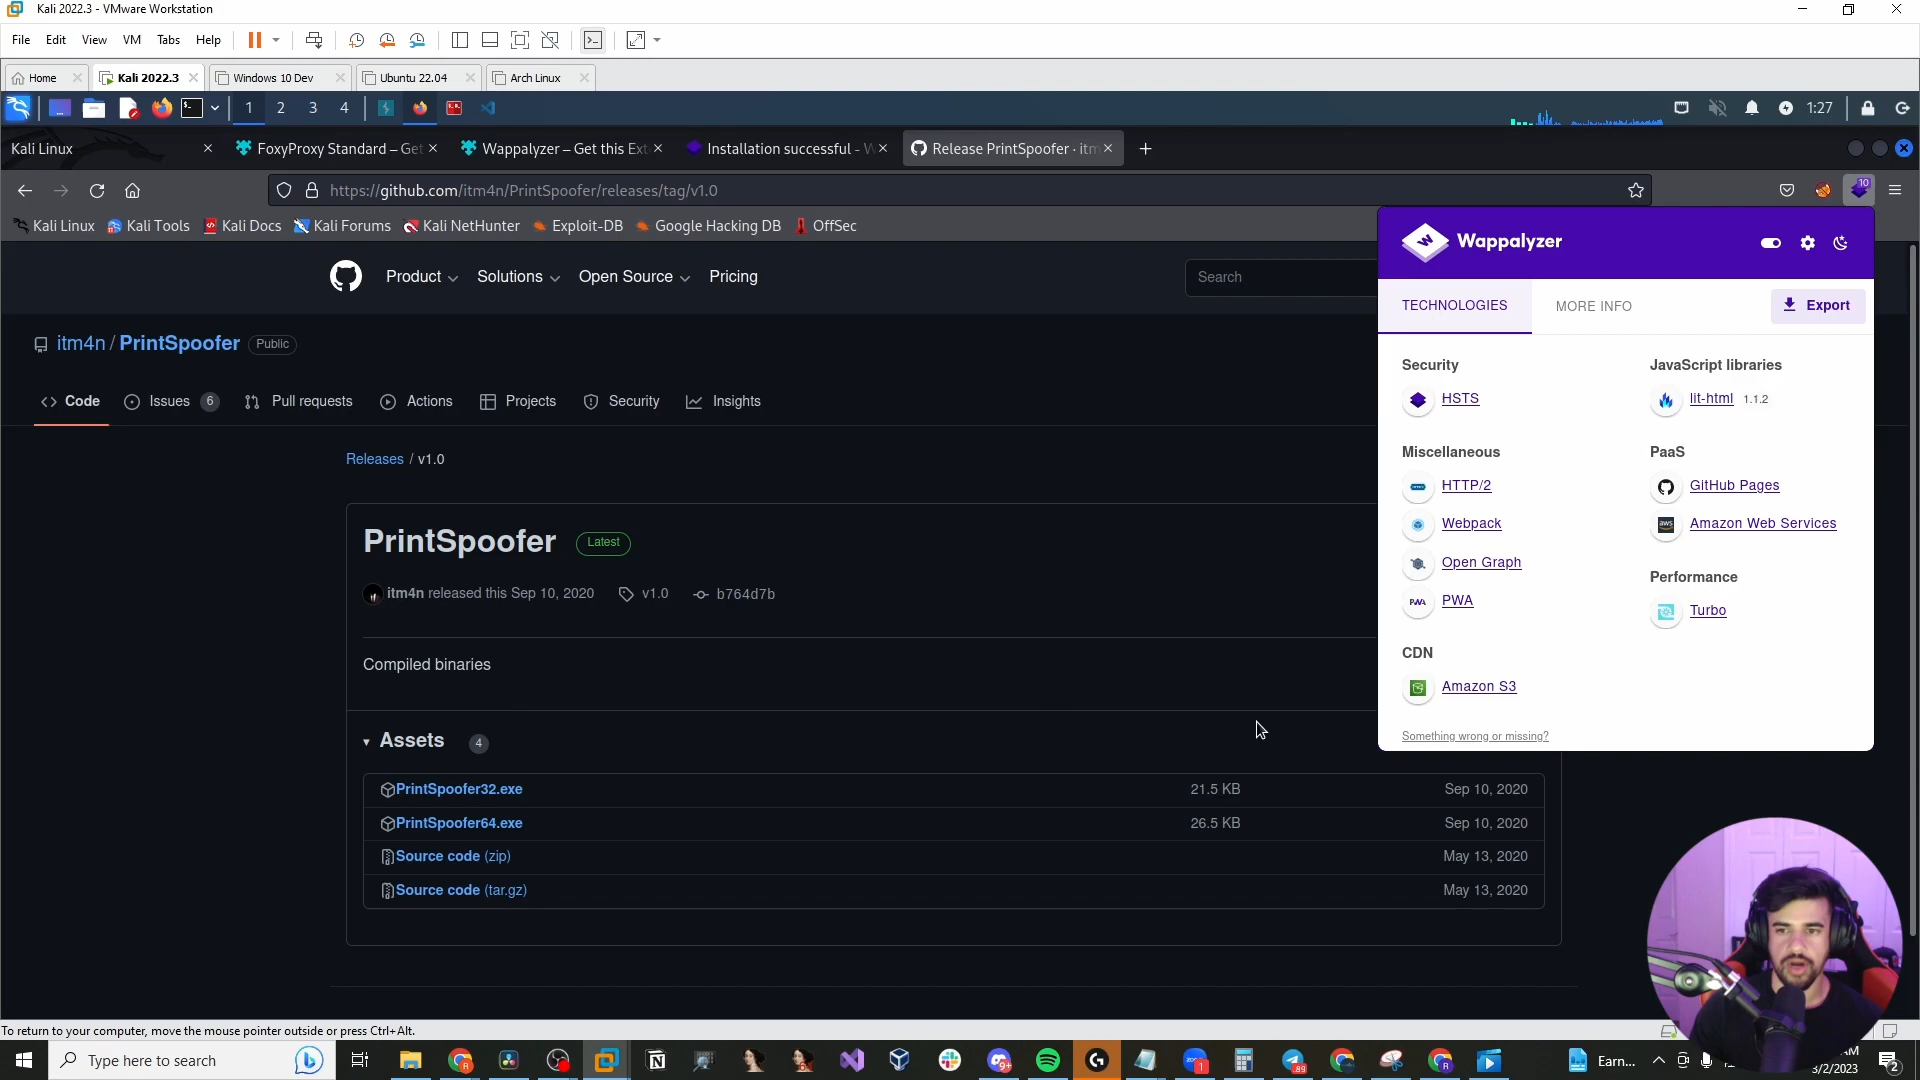 Kali 2022.3 - VMware Workstation
File Edit View VM Tabs Help
Home Kali 2022.3 Windows 10 Dev Ubuntu 22.04 Arch Linux
1 2 3 4 1:27
Kali Linux FoxyProxy Standard – Get Wappalyzer – Get this Ext Installation successful - W Release PrintSpoofer · itm
https://github.com/itm4n/PrintSpoofer/releases/tag/v1.0 10
Kali Linux Kali Tools Kali Docs Kali Forums Kali NetHunter Exploit-DB Google Hacking DB OffSec
Product Solutions Open Source Pricing Search
itm4n / PrintSpoofer Public
Code Issues 6 Pull requests Actions Projects Security Insights
Releases / v1.0
PrintSpoofer Latest
itm4n released this Sep 10, 2020 v1.0 b764d7b
Compiled binaries
Assets 4
PrintSpoofer32.exe 21.5 KB Sep 10, 2020
PrintSpoofer64.exe 26.5 KB Sep 10, 2020
Source code (zip) May 13, 2020
Source code (tar.gz) May 13, 2020
Wappalyzer
TECHNOLOGIES MORE INFO Export
Security
HSTS
Miscellaneous
HTTP/2
Webpack
Open Graph
PWA PWA
CDN
Amazon S3
JavaScript libraries
lit-html 1.1.2
PaaS
GitHub Pages
aws Amazon Web Services
Performance
Turbo
Something wrong or missing?
To return to your computer, move the mouse pointer outside or press Ctrl+Alt.
Type here to search Earn... AM
3/2/2023 2